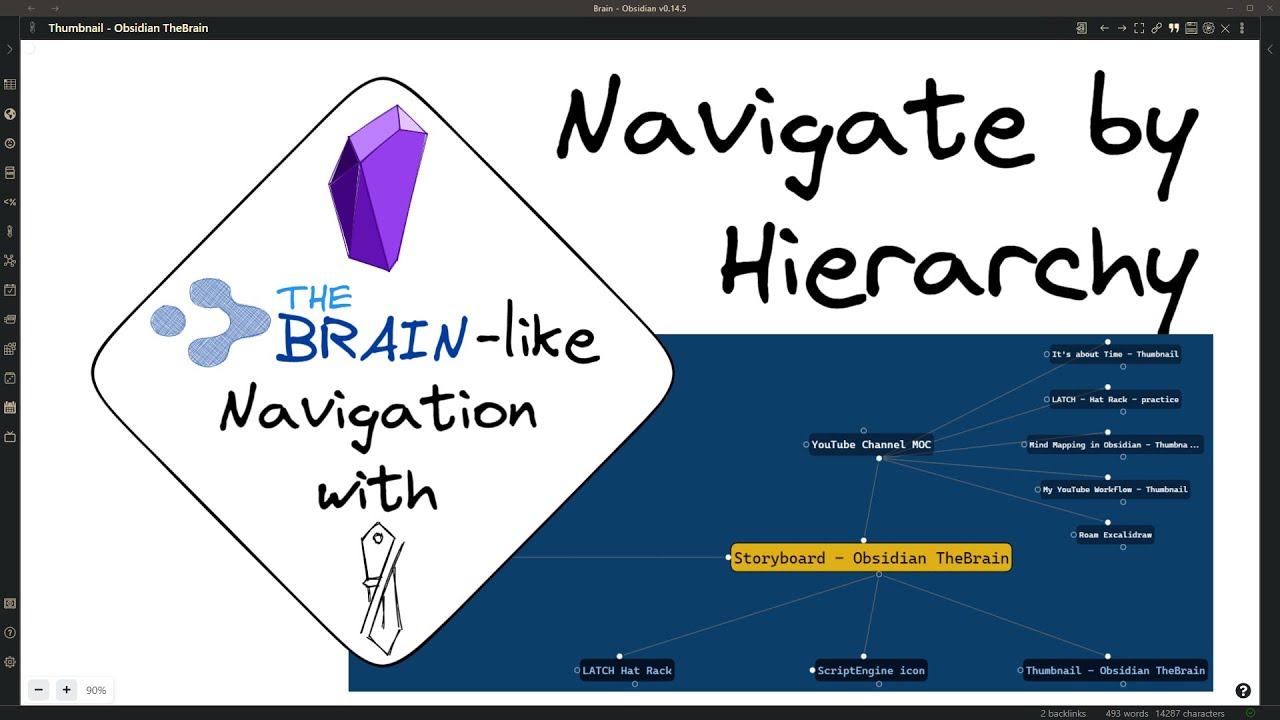 Brain - Obsidian v0.14.5
Thumbnail - Obsidian TheBrain
Navigate by
Hierarchy
THE
BRAIN-like
Navigation
with
It's about Time - Thumbnail
LATCH - Hat Rack - practice
YouTube Channel MOC
Mind Mapping in Obsidian - Thumbna...
My YouTube Workflow - Thumbnail
Roam Excalidraw
Storyboard - Obsidian TheBrain
LATCH Hat Rack
ScriptEngine icon
Thumbnail - Obsidian TheBrain
90%
2 backlinks 493 words 14287 characters